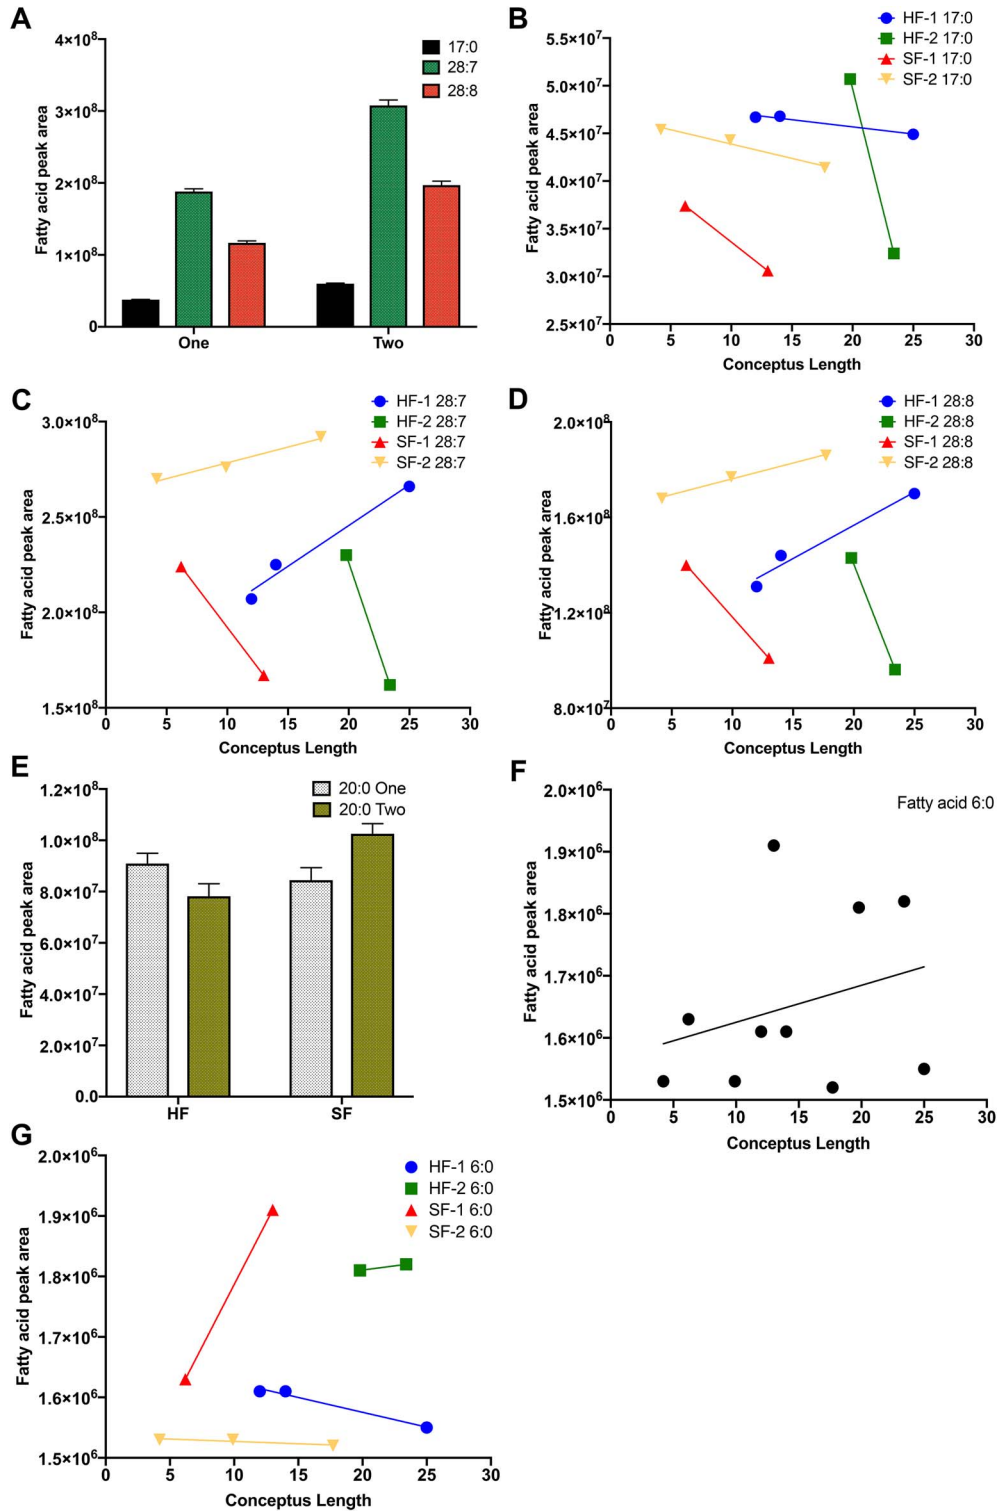 A
Fatty acid peak area
4×10⁸
3×10⁸
2×10⁸
1×10⁸
0
One
Two
17:0
28:7
28:8
B
Fatty acid peak area
5.5×10⁷
5.0×10⁷
4.5×10⁷
4.0×10⁷
3.5×10⁷
3.0×10⁷
2.5×10⁷
0 5 10 15 20 25 30
Conceptus Length
HF-1 17:0
HF-2 17:0
SF-1 17:0
SF-2 17:0
C
Fatty acid peak area
3.0×10⁸
2.5×10⁸
2.0×10⁸
1.5×10⁸
0 5 10 15 20 25 30
Conceptus Length
HF-1 28:7
HF-2 28:7
SF-1 28:7
SF-2 28:7
D
Fatty acid peak area
2.0×10⁸
1.6×10⁸
1.2×10⁸
8.0×10⁷
0 5 10 15 20 25 30
Conceptus Length
HF-1 28:8
HF-2 28:8
SF-1 28:8
SF-2 28:8
E
Fatty acid peak area
1.2×10⁸
1.0×10⁸
8.0×10⁷
6.0×10⁷
4.0×10⁷
2.0×10⁷
0.0
HF
SF
20:0 One
20:0 Two
F
Fatty acid peak area
2.0×10⁶
1.9×10⁶
1.8×10⁶
1.7×10⁶
1.6×10⁶
1.5×10⁶
0 5 10 15 20 25 30
Conceptus Length
Fatty acid 6:0
G
Fatty acid peak area
2.0×10⁶
1.9×10⁶
1.8×10⁶
1.7×10⁶
1.6×10⁶
1.5×10⁶
0 5 10 15 20 25 30
Conceptus Length
HF-1 6:0
HF-2 6:0
SF-1 6:0
SF-2 6:0